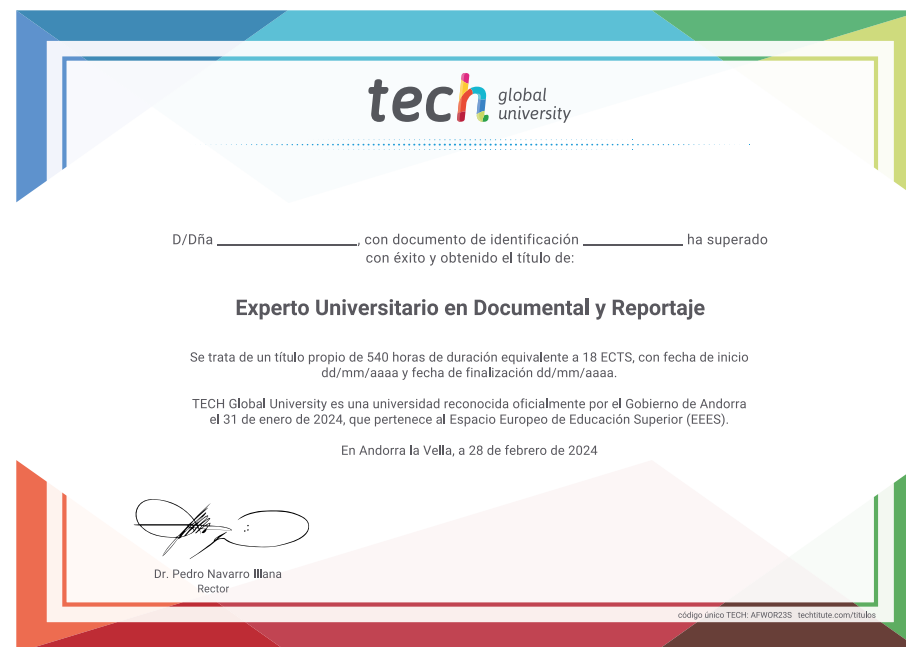 tech global
university
D/Dña ________________, con documento de identificación ____________ ha superado
con éxito y obtenido el título de:
Experto Universitario en Documental y Reportaje
Se trata de un título propio de 540 horas de duración equivalente a 18 ECTS, con fecha de inicio
dd/mm/aaaa y fecha de finalización dd/mm/aaaa.
TECH Global University es una universidad reconocida oficialmente por el Gobierno de Andorra
el 31 de enero de 2024, que pertenece al Espacio Europeo de Educación Superior (EEES).
En Andorra la Vella, a 28 de febrero de 2024
Dr. Pedro Navarro Illana
Rector
código único TECH: AFWOR23S techtitute.com/titulos